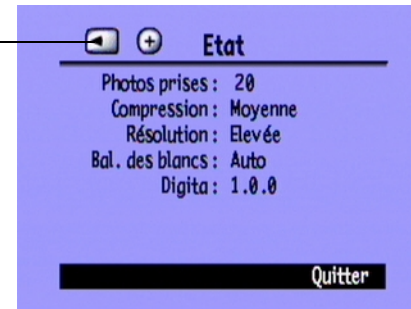 Etat
Photos prises : 20
Compression : Moyenne
Résolution : Elevée
Bal. des blancs : Auto
Digita : 1.0.0
Quitter